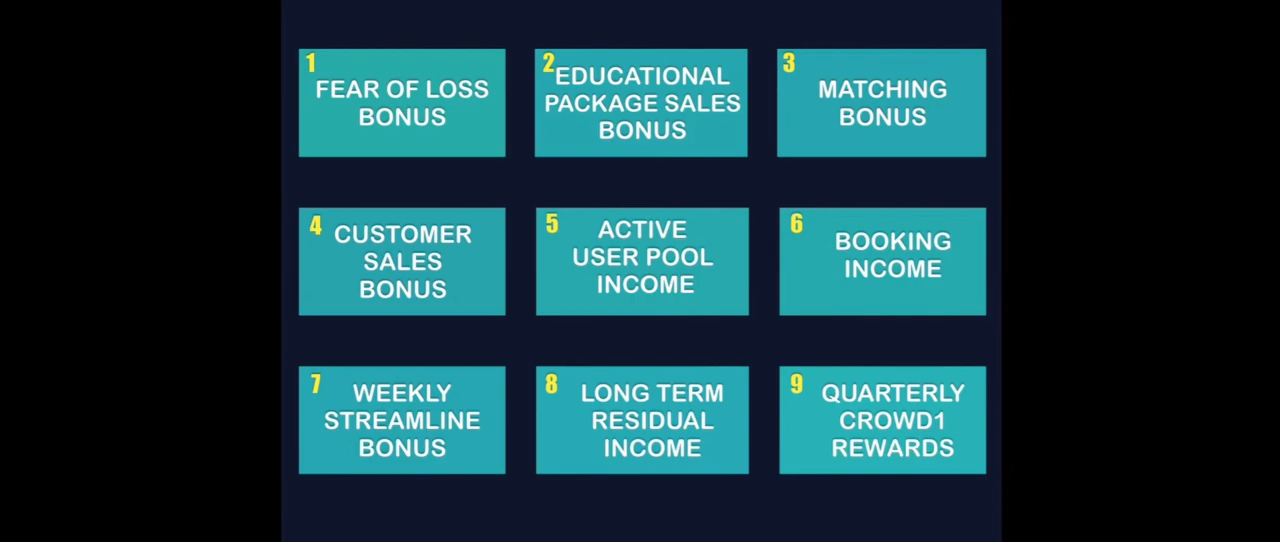 1
FEAR OF LOSS
BONUS
2
EDUCATIONAL
PACKAGE SALES
BONUS
3
MATCHING
BONUS
4
CUSTOMER
SALES
BONUS
5
ACTIVE
USER POOL
INCOME
6
BOOKING
INCOME
7
WEEKLY
STREAMLINE
BONUS
8
LONG TERM
RESIDUAL
INCOME
9
QUARTERLY
CROWD1
REWARDS